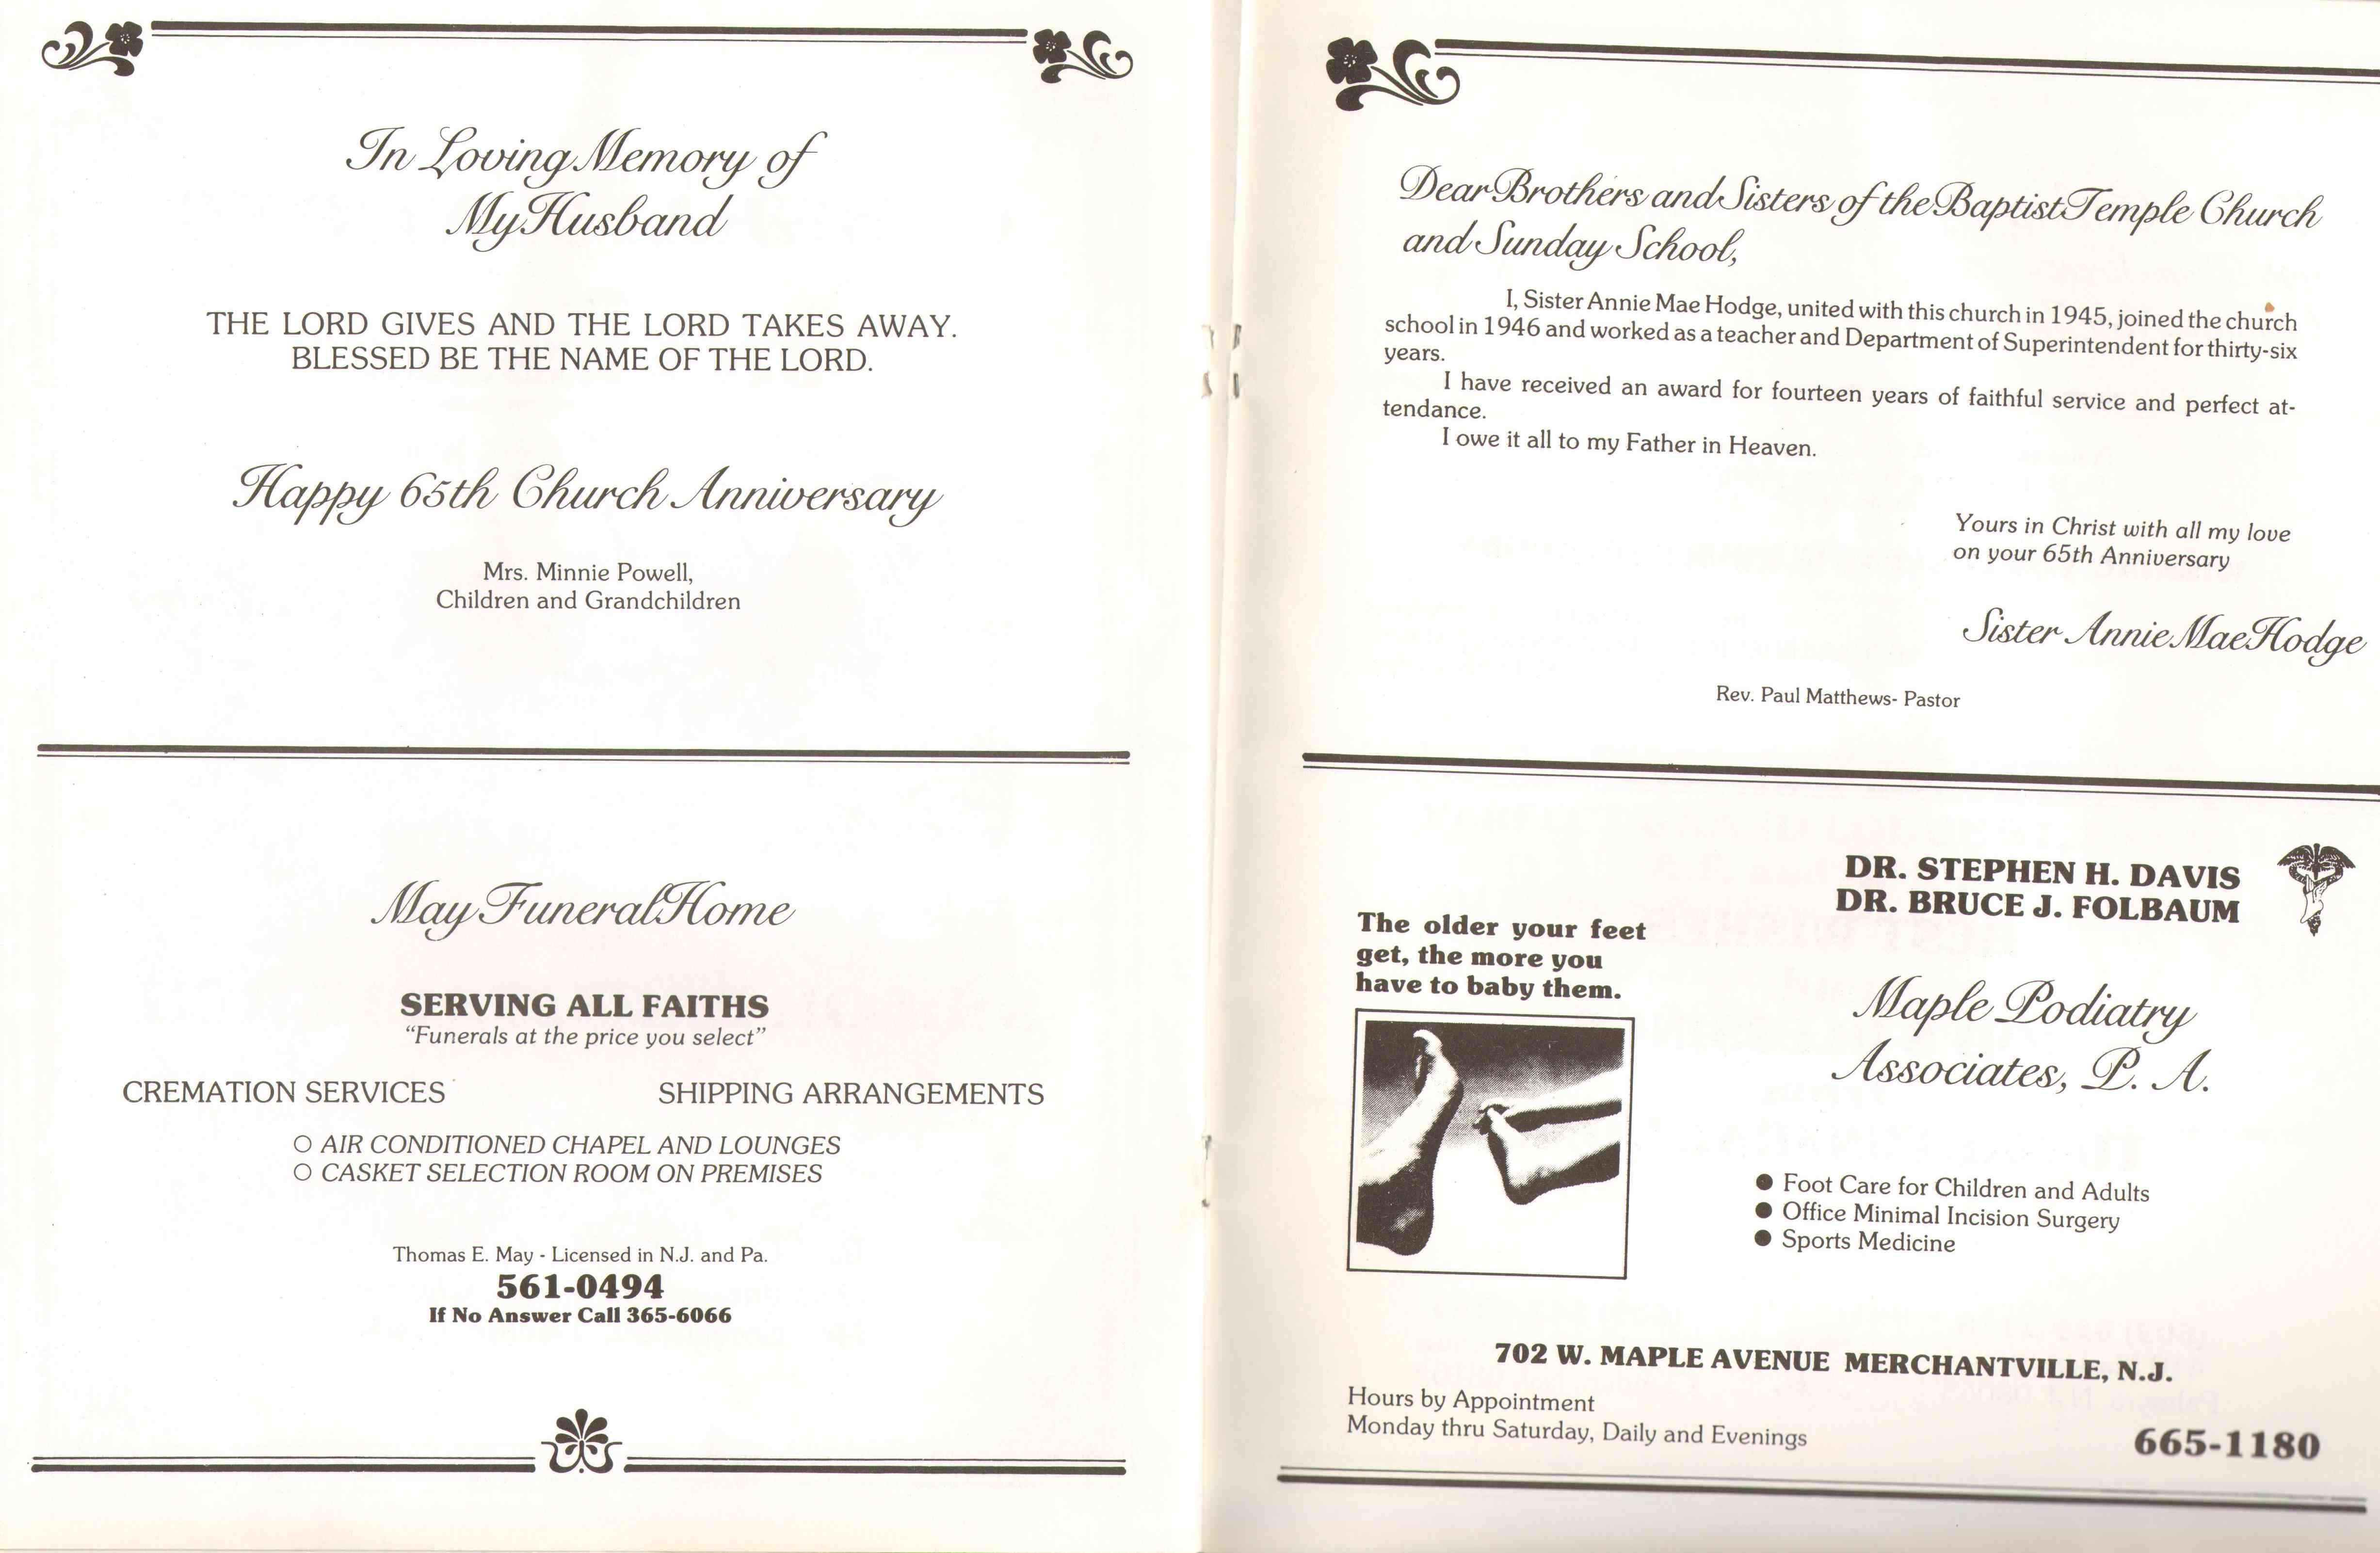 In Loving Memory of
My Husband
THE LORD GIVES AND THE LORD TAKES AWAY.
BLESSED BE THE NAME OF THE LORD.
Happy 65th Church Anniversary
Mrs. Minnie Powell,
Children and Grandchildren
May Funeral Home
SERVING ALL FAITHS
“Funerals at the price you select”
CREMATION SERVICES SHIPPING ARRANGEMENTS
○ AIR CONDITIONED CHAPEL AND LOUNGES
○ CASKET SELECTION ROOM ON PREMISES
Thomas E. May - Licensed in N.J. and Pa.
561-0494
If No Answer Call 365-6066
Dear Brothers and Sisters of the Baptist Temple Church
and Sunday School,
I, Sister Annie Mae Hodge, united with this church in 1945, joined the church
school in 1946 and worked as a teacher and Department of Superintendent for thirty-six
years.
I have received an award for fourteen years of faithful service and perfect at-
tendance.
I owe it all to my Father in Heaven.
Yours in Christ with all my love
on your 65th Anniversary
Sister Annie Mae Hodge
Rev. Paul Matthews- Pastor
DR. STEPHEN H. DAVIS
DR. BRUCE J. FOLBAUM
The older your feet
get, the more you
have to baby them.
Maple Podiatry
Associates, P. A.
● Foot Care for Children and Adults
● Office Minimal Incision Surgery
● Sports Medicine
702 W. MAPLE AVENUE MERCHANTVILLE, N.J.
Hours by Appointment
Monday thru Saturday, Daily and Evenings
665-1180